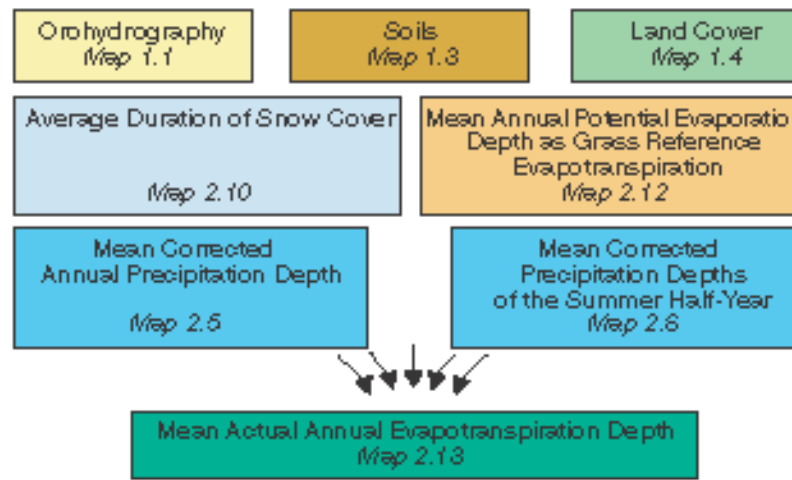 Orohydrography
Map 1.1
Soils
Map 1.3
Land Cover
Map 1.4
Average Duration of Snow Cover
Map 2.10
Mean Annual Potential Evaporatio
Depth as Grass Reference
Evapotranspiration
Map 2.12
Mean Corrected
Annual Precipitation Depth
Map 2.5
Mean Corrected
Precipitation Depths
of the Summer Half-Year
Map 2.6
Mean Actual Annual Evapotranspiration Depth
Map 2.13